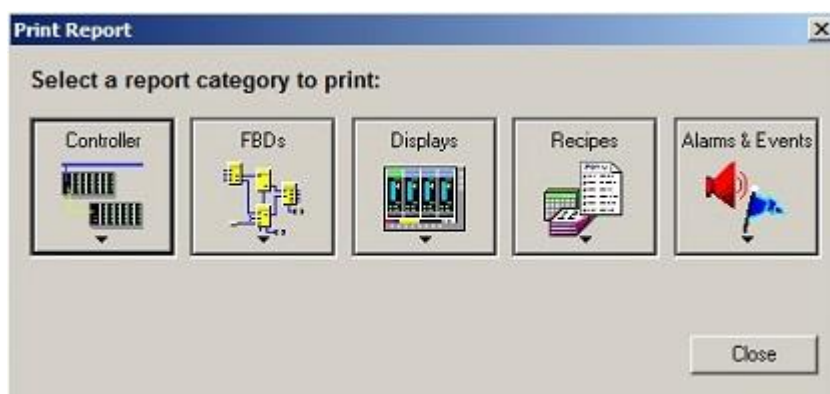 Print Report
Select a report category to print:
Controller FBDs Displays Recipes Alarms & Events
Close